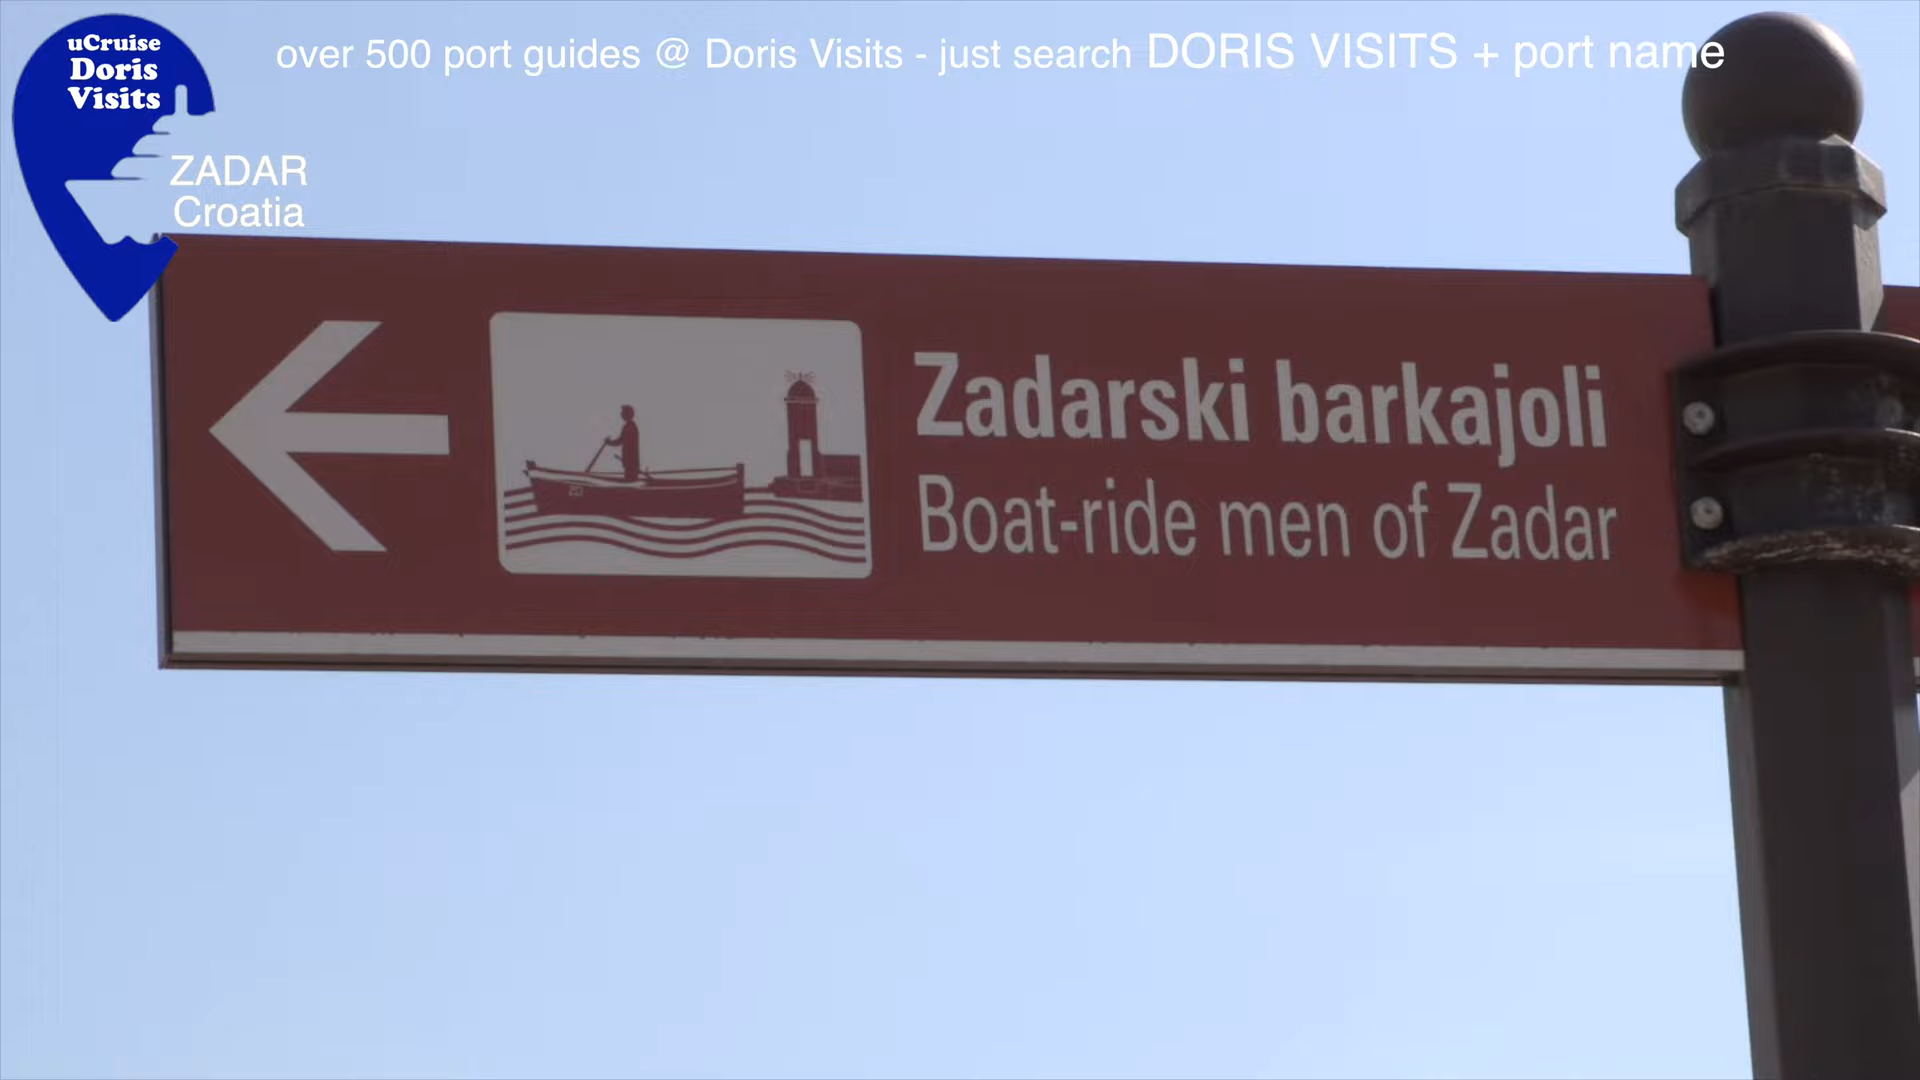 uCruise
Doris
Visits
over 500 port guides @ Doris Visits - just search DORIS VISITS + port name
ZADAR
Croatia
Zadarski barkajoli
Boat-ride men of Zadar